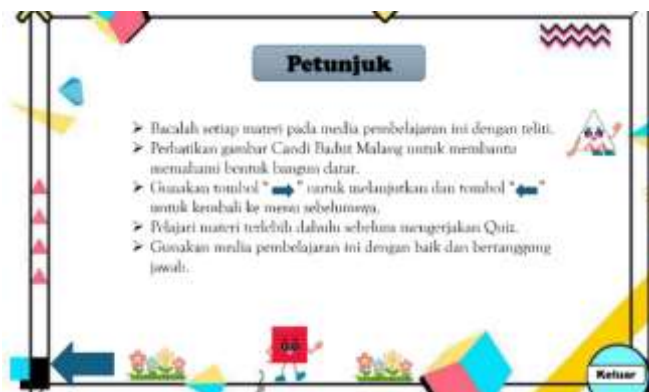 Petunjuk
➤ Bacalah setiap materi pada media pembelajaran ini dengan teliti.
➤ Perhatikan gambar Candi Badut Malang untuk membantu
memahami bentuk bangun datar.
➤ Gunakan tombol "➡" untuk melanjutkan dan tombol "⬅"
untuk kembali ke menu sebelumnya.
➤ Pelajari materi terlebih dahulu sebelum mengerjakan Quiz.
➤ Gunakan media pembelajaran ini dengan baik dan bertanggung
jawab.
Keluar